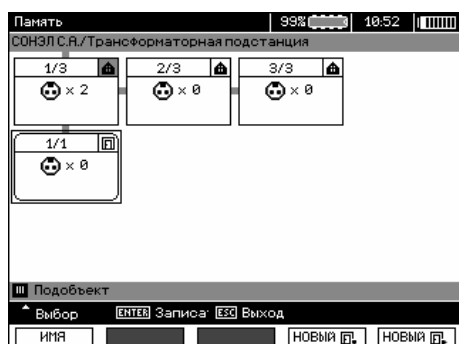 Память 99% 10:52
СОНЭЛ С.А./Трансформаторная подстанция
1/3 2/3 3/3
× 2 × 0 × 0
1/1
× 0
Подобъект
Выбор ENTER Записа' ESC Выход
ИМЯ НОВЫЙ НОВЫЙ